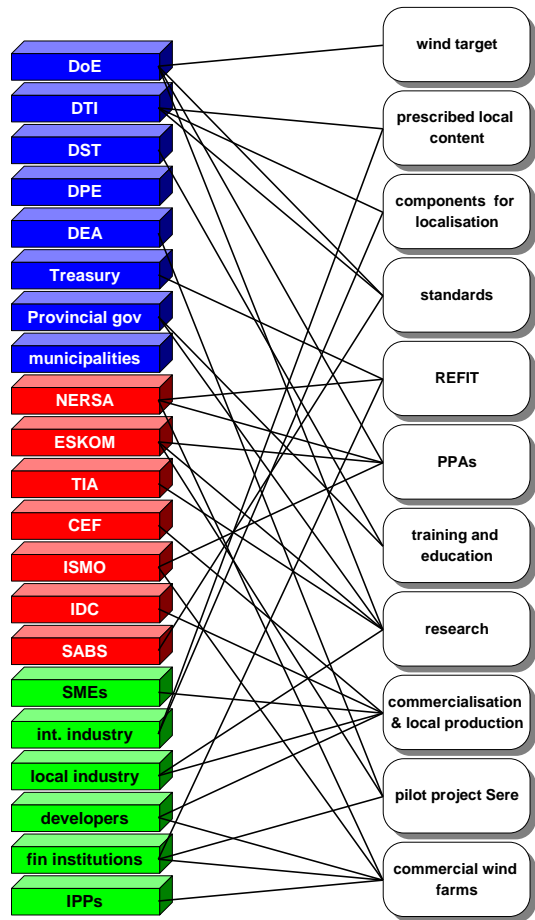 DoE
DTI
DST
DPE
DEA
Treasury
Provincial gov
municipalities
NERSA
ESKOM
TIA
CEF
ISMO
IDC
SABS
SMEs
int. industry
local industry
developers
fin institutions
IPPs
wind target
prescribed local
content
components for
localisation
standards
REFIT
PPAs
training and
education
research
commercialisation
& local production
pilot project Sere
commercial wind
farms